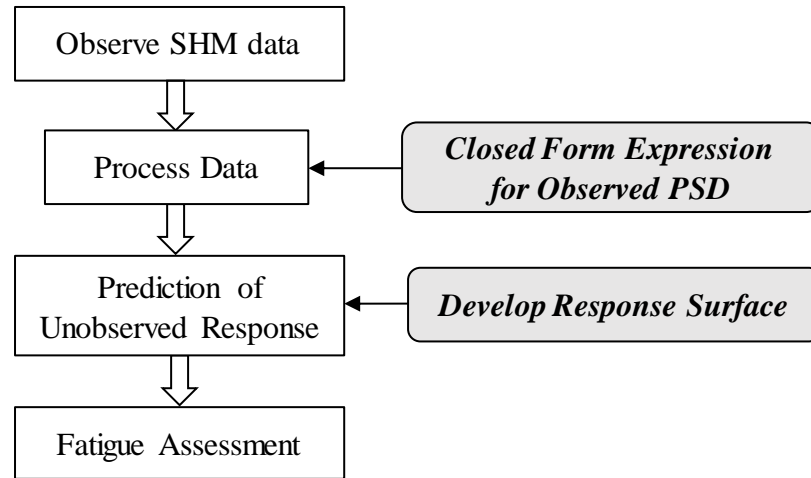 Observe SHM data
Process Data
Closed Form Expression
for Observed PSD
Prediction of
Unobserved Response
Develop Response Surface
Fatigue Assessment